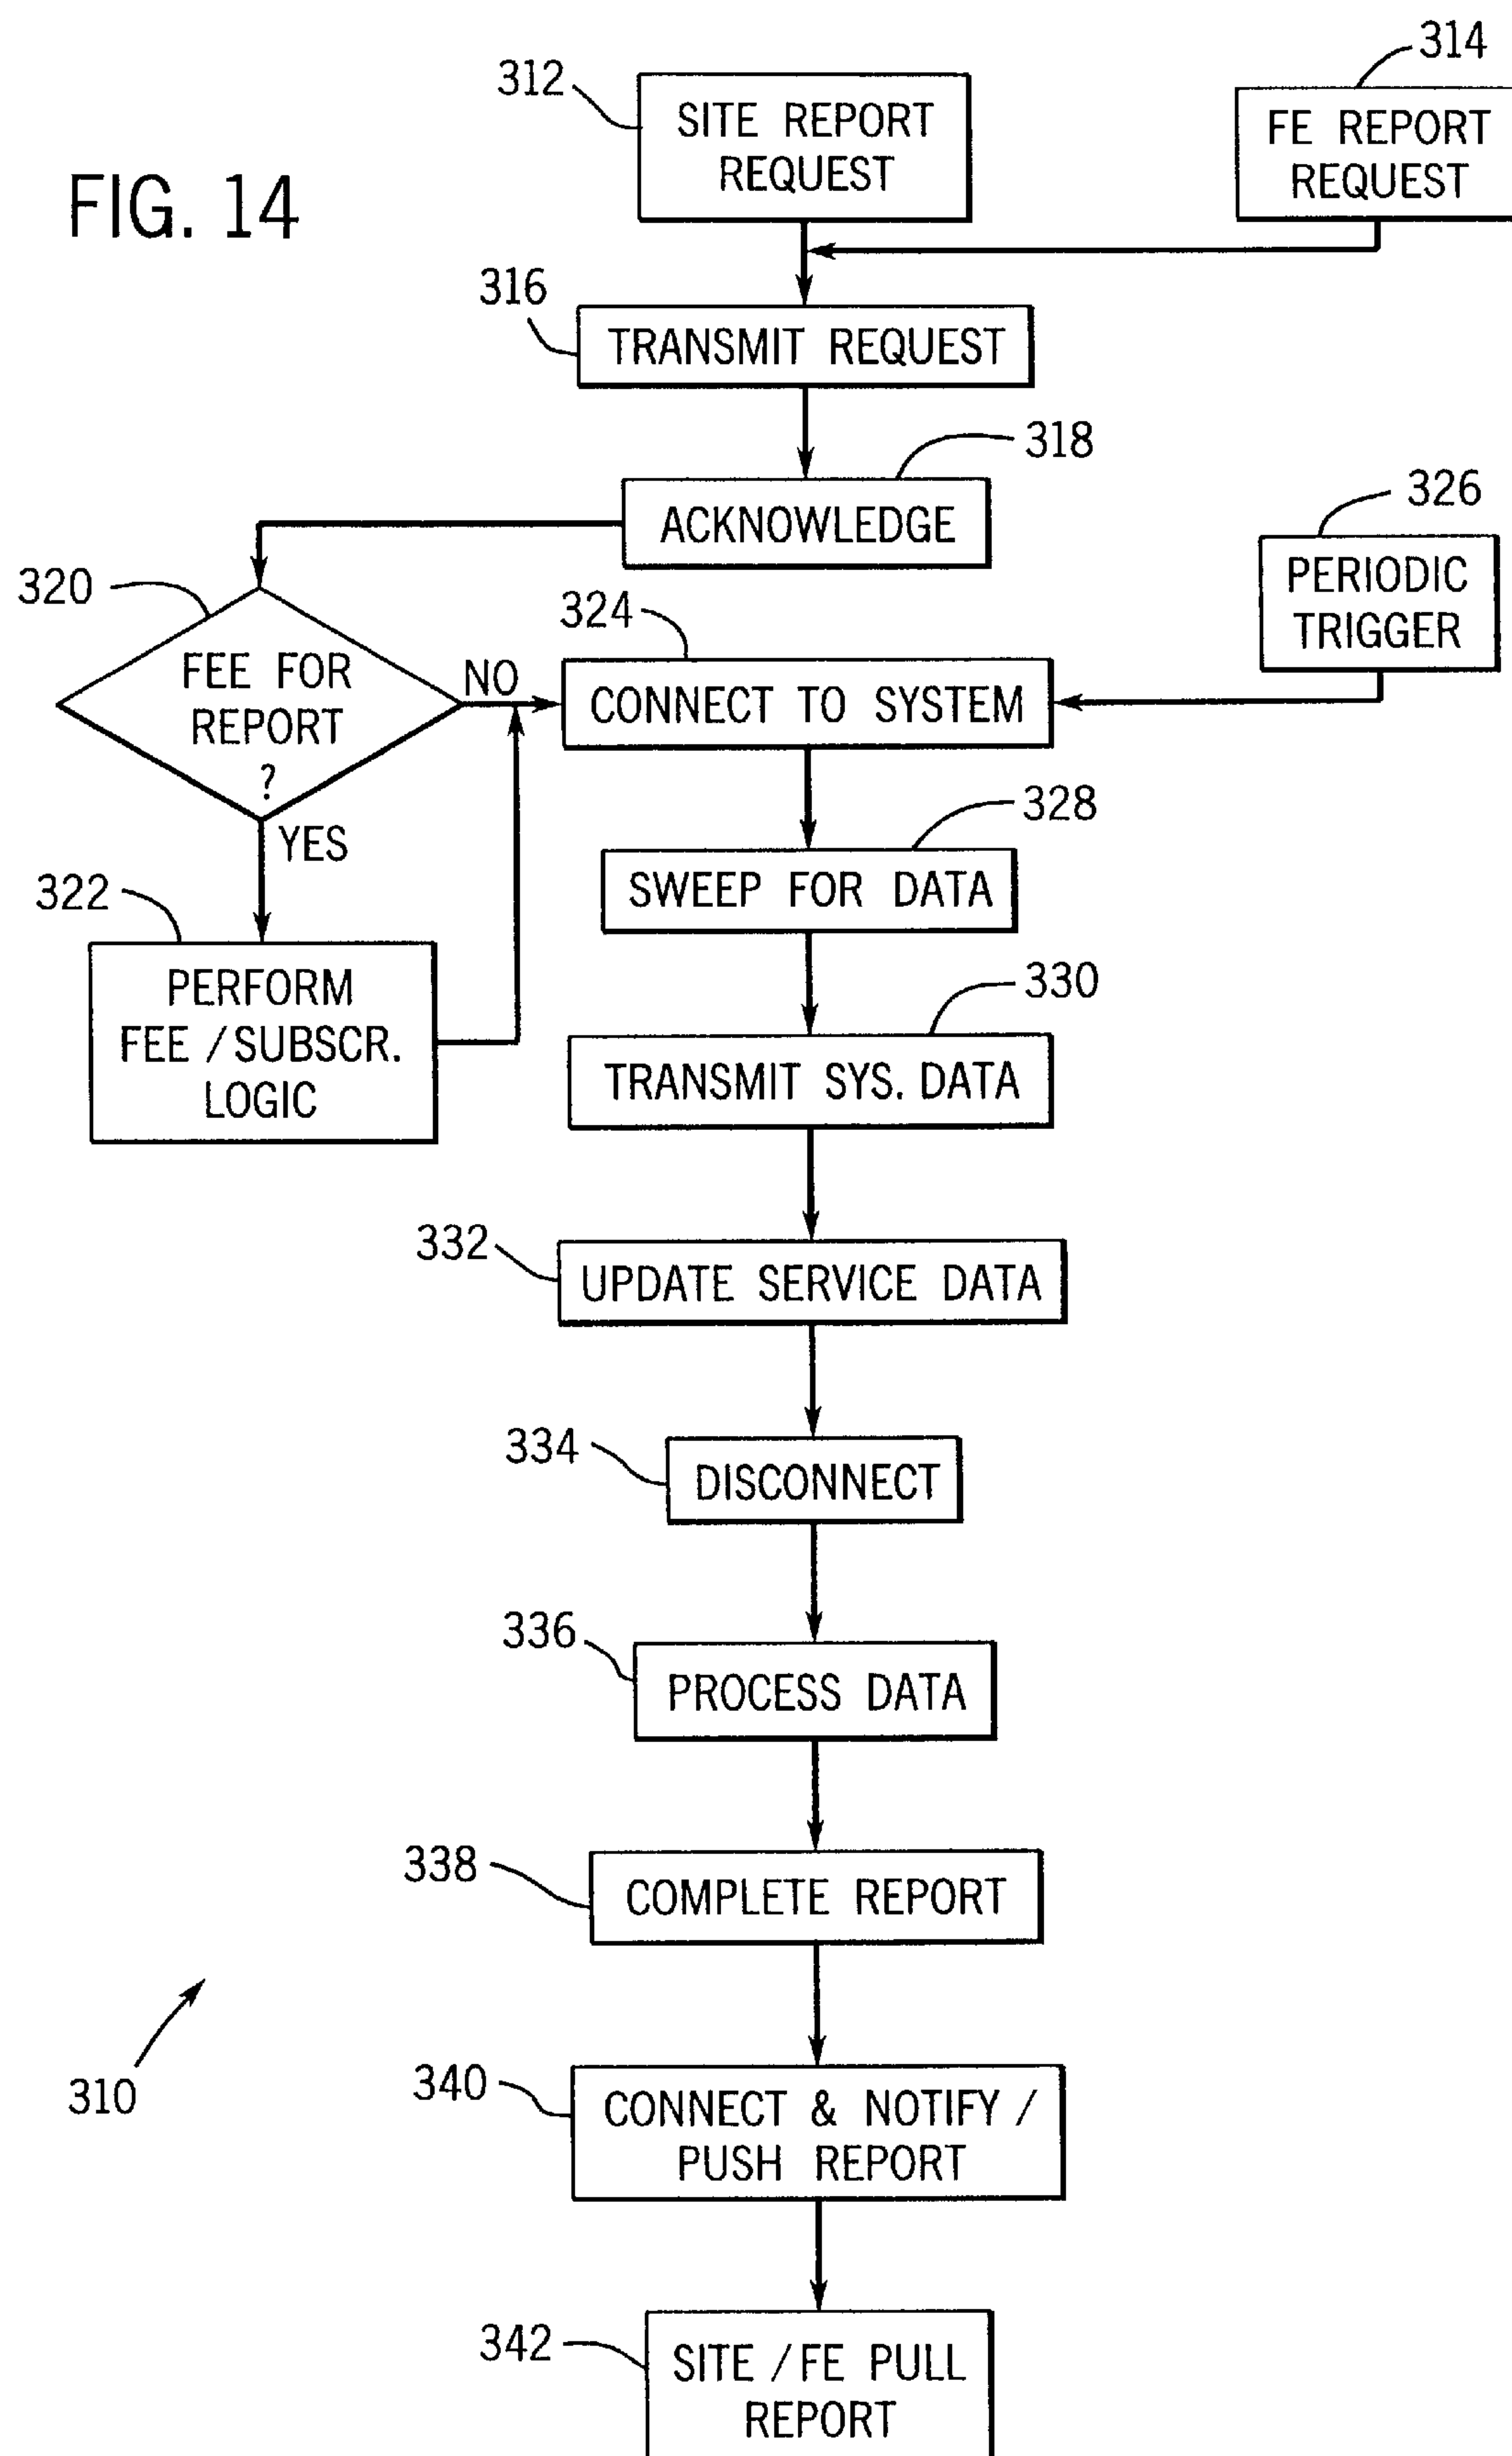 FIG. 14
312
SITE REPORT
REQUEST
314
FE REPORT
REQUEST
316
TRANSMIT REQUEST
318
ACKNOWLEDGE
320
FEE FOR
REPORT
?
NO
YES
322
PERFORM
FEE / SUBSCR.
LOGIC
324
CONNECT TO SYSTEM
326
PERIODIC
TRIGGER
328
SWEEP FOR DATA
330
TRANSMIT SYS. DATA
332
UPDATE SERVICE DATA
334
DISCONNECT
336
PROCESS DATA
338
COMPLETE REPORT
310
340
CONNECT & NOTIFY /
PUSH REPORT
342
SITE / FE PULL
REPORT